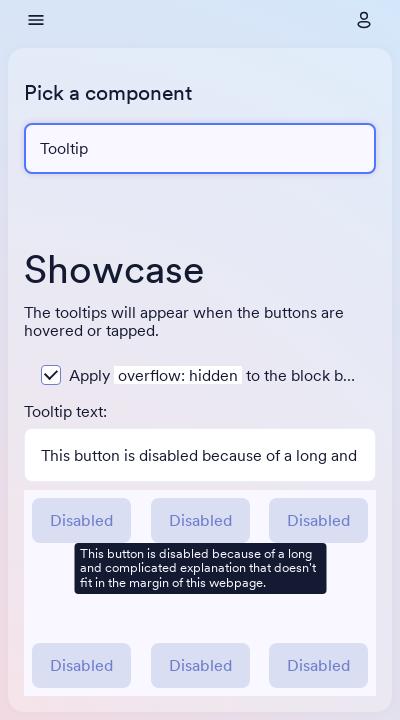 Pick a component
Tooltip
Showcase
The tooltips will appear when the buttons are
hovered or tapped.
Apply overflow: hidden to the block b…
Tooltip text:
This button is disabled because of a long and
Disabled Disabled Disabled
This button is disabled because of a long
and complicated explanation that doesn't
fit in the margin of this webpage.
Disabled Disabled Disabled